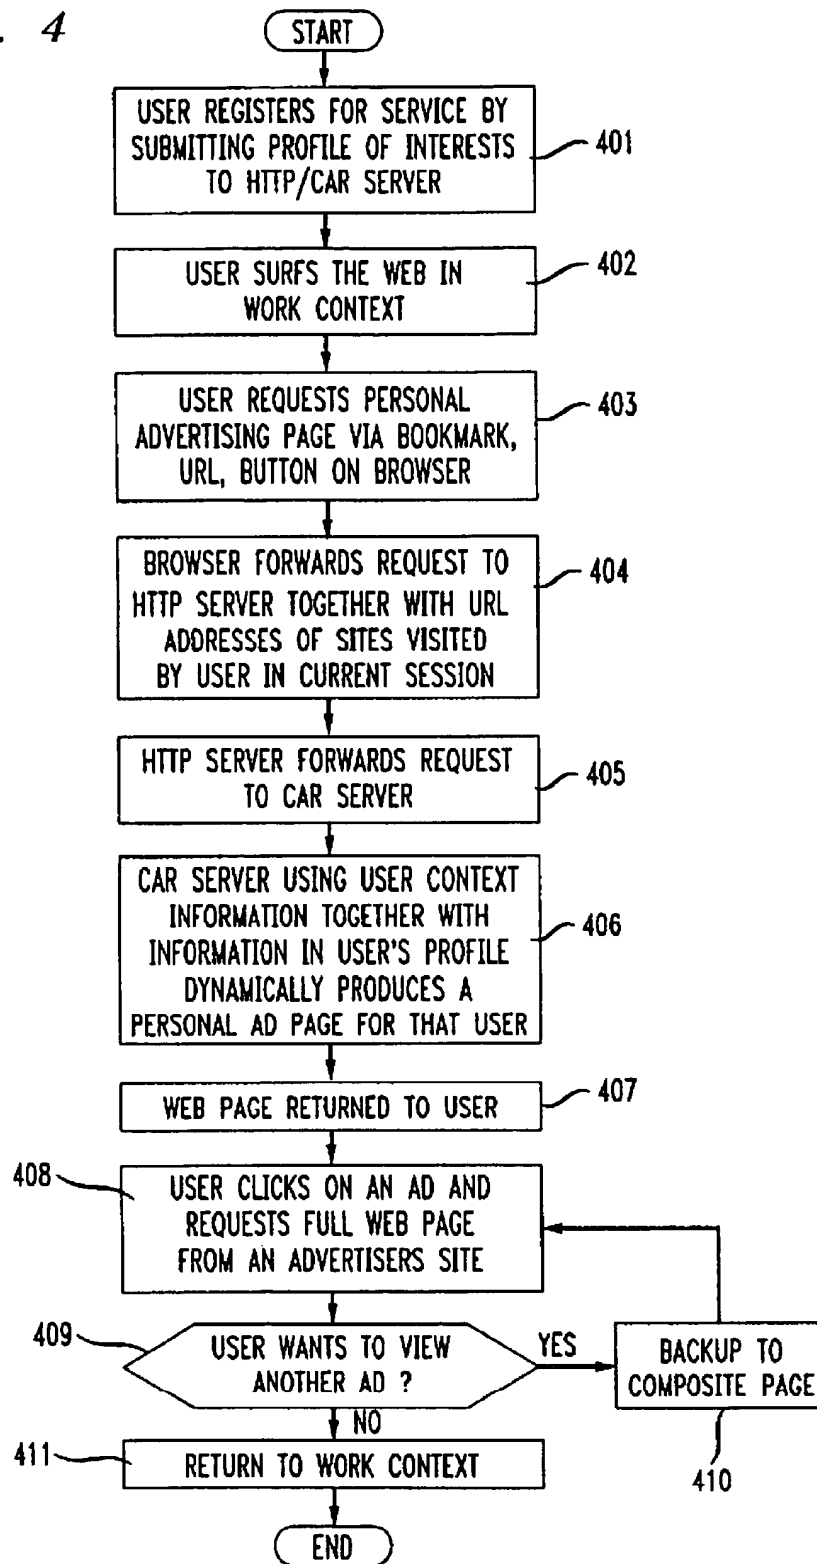 . 4
START
USER REGISTERS FOR SERVICE BY
SUBMITTING PROFILE OF INTERESTS
TO HTTP/CAR SERVER
401
USER SURFS THE WEB IN
WORK CONTEXT
402
USER REQUESTS PERSONAL
ADVERTISING PAGE VIA BOOKMARK,
URL, BUTTON ON BROWSER
403
BROWSER FORWARDS REQUEST TO
HTTP SERVER TOGETHER WITH URL
ADDRESSES OF SITES VISITED
BY USER IN CURRENT SESSION
404
HTTP SERVER FORWARDS REQUEST
TO CAR SERVER
405
CAR SERVER USING USER CONTEXT
INFORMATION TOGETHER WITH
INFORMATION IN USER'S PROFILE
DYNAMICALLY PRODUCES A
PERSONAL AD PAGE FOR THAT USER
406
WEB PAGE RETURNED TO USER
407
408
USER CLICKS ON AN AD AND
REQUESTS FULL WEB PAGE
FROM AN ADVERTISERS SITE
409
USER WANTS TO VIEW
ANOTHER AD ?
YES
BACKUP TO
COMPOSITE PAGE
410
NO
411
RETURN TO WORK CONTEXT
END